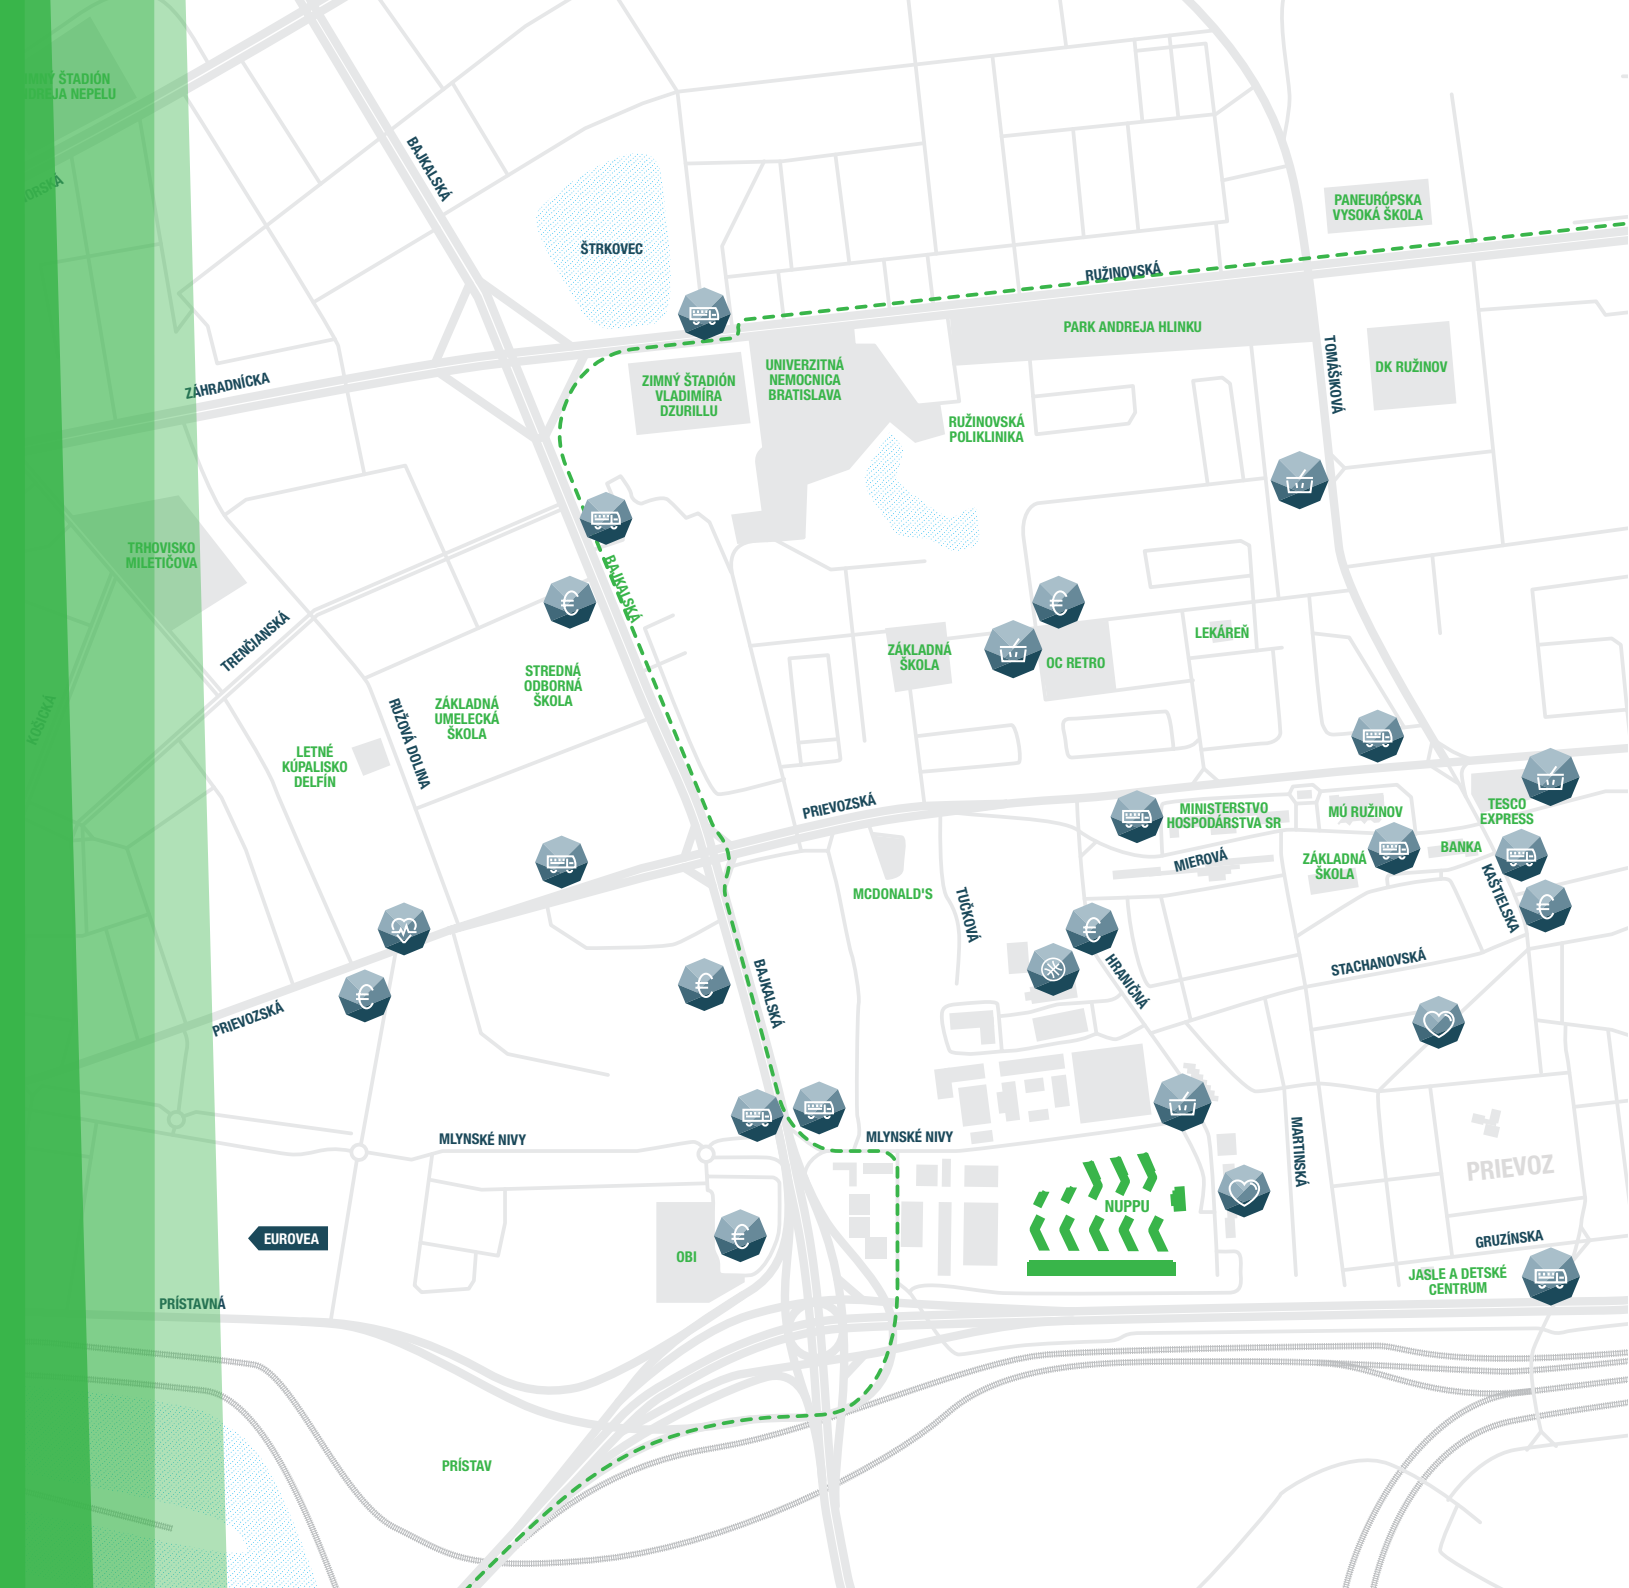 ZIMNÝ ŠTADIÓN
ONDREJA NEPELU
BAJKALSKÁ
PANEURÓPSKA
VYSOKÁ ŠKOLA
ŠTRKOVEC
RUŽINOVSKÁ
PARK ANDREJA HLINKU
TOMÁŠIKOVÁ
DK RUŽINOV
ZÁHRADNÍCKA
ZIMNÝ ŠTADIÓN
VLADIMÍRA
DZURILLU
UNIVERZITNÁ
NEMOCNICA
BRATISLAVA
RUŽINOVSKÁ
POLIKLINIKA
TRHOVISKO
MILETIČOVA
BAJKALSKÁ
TRENČIANSKÁ
ZÁKLADNÁ
ŠKOLA
OC RETRO
LEKÁREŇ
STREDNÁ
ODBORNÁ
ŠKOLA
ZÁKLADNÁ
UMELECKÁ
ŠKOLA
RUŽOVÁ DOLINA
KOŠICKÁ
LETNÉ
KÚPALISKO
DELFÍN
PRIEVOZSKÁ
MINISTERSTVO
HOSPODÁRSTVA SR
MÚ RUŽINOV
TESCO
EXPRESS
BANKA
MIEROVÁ
ZÁKLADNÁ
ŠKOLA
KAŠTIELSKA
MCDONALD'S
TUČKOVÁ
HRANIČNÁ
STACHANOVSKÁ
BAJKALSKÁ
PRIEVOZSKÁ
MLYNSKÉ NIVY
MLYNSKÉ NIVY
MARTINSKÁ
PRIEVOZ
NUPPU
EUROVEA
OBI
GRUZÍNSKA
JASLE A DETSKÉ
CENTRUM
PRÍSTAVNÁ
PRÍSTAV